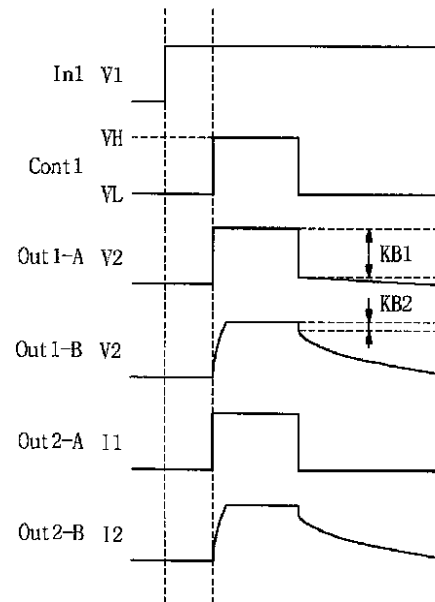 In1 V1
VH
Cont1
VL
Out1-A V2
KB1
KB2
Out1-B V2
Out2-A I1
Out2-B I2